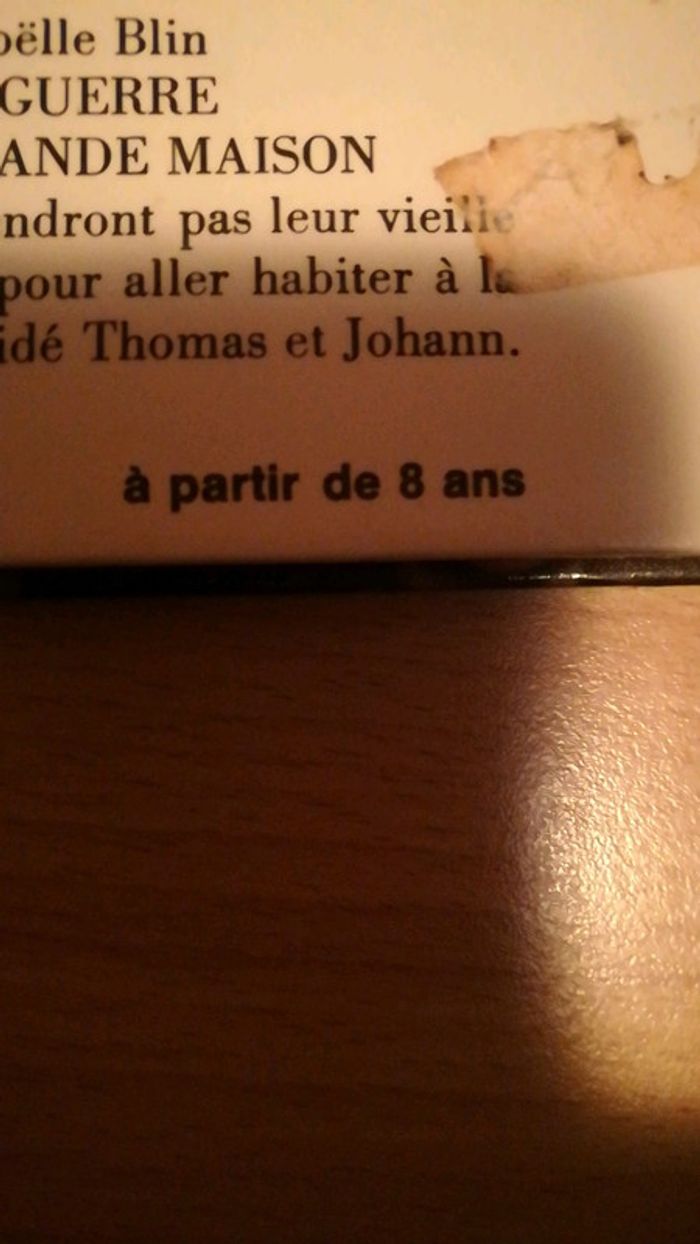 oëlle Blin
GUERRE
ANDE MAISON
ndront pas leur vieille
pour aller habiter à la
idé Thomas et Johann.
à partir de 8 ans